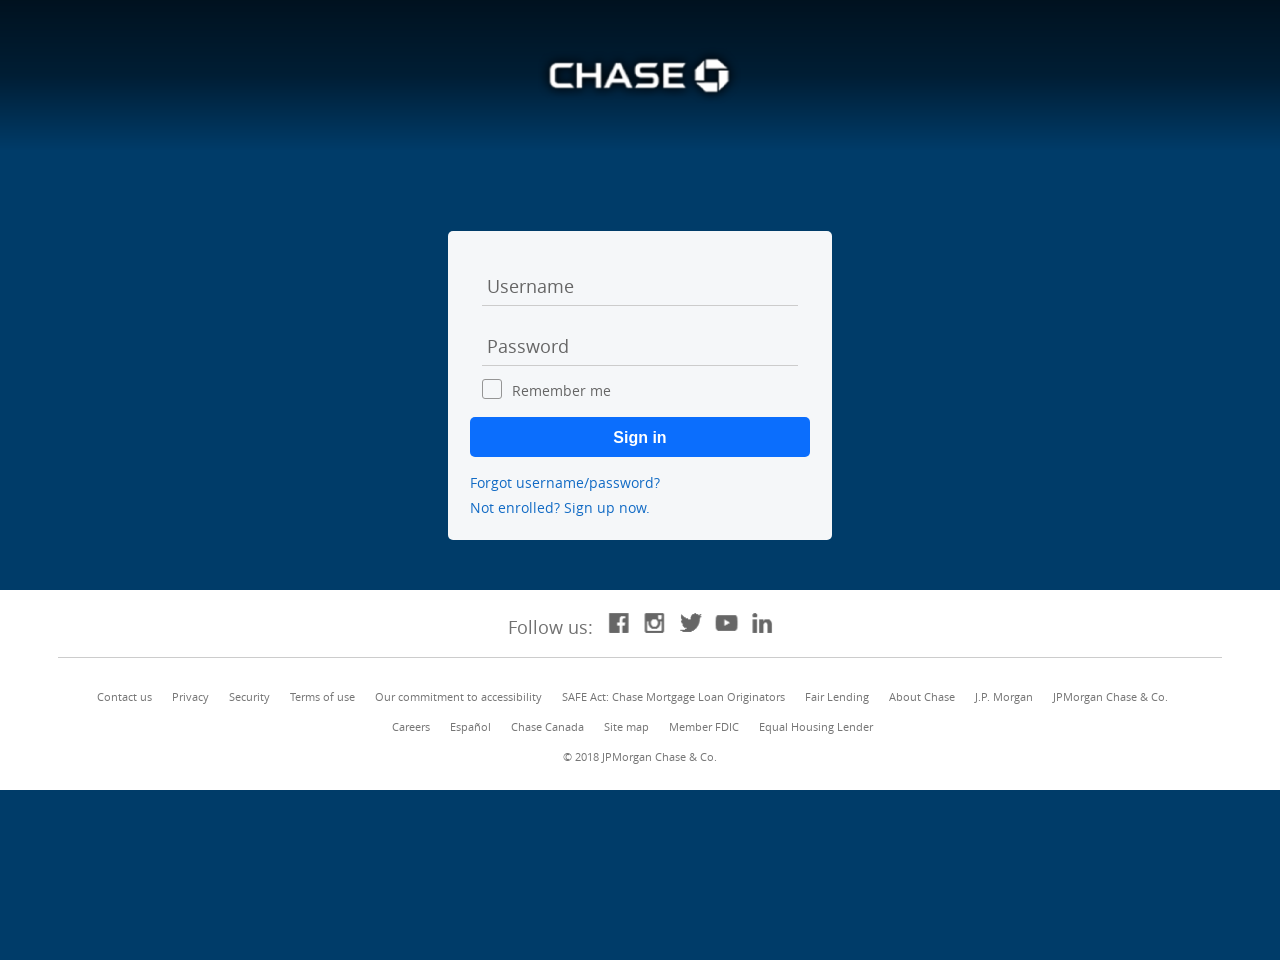 CHASE
Username
Password
Remember me
Sign in
Forgot username/password?
Not enrolled? Sign up now.
Follow us:
Contact us Privacy Security Terms of use Our commitment to accessibility SAFE Act: Chase Mortgage Loan Originators Fair Lending About Chase J.P. Morgan JPMorgan Chase & Co.
Careers Español Chase Canada Site map Member FDIC Equal Housing Lender
© 2018 JPMorgan Chase & Co.